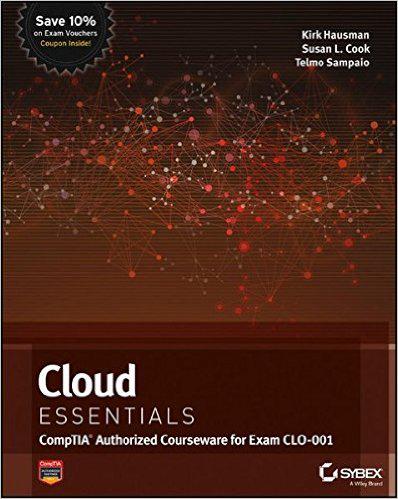 Save 10%
on Exam Vouchers
Coupon Inside!
Kirk Hausman
Susan L. Cook
Telmo Sampaio
Cloud
ESSENTIALS
CompTIA® Authorized Courseware for Exam CLO-001
CompTIA
SYBEX
A Wiley Brand